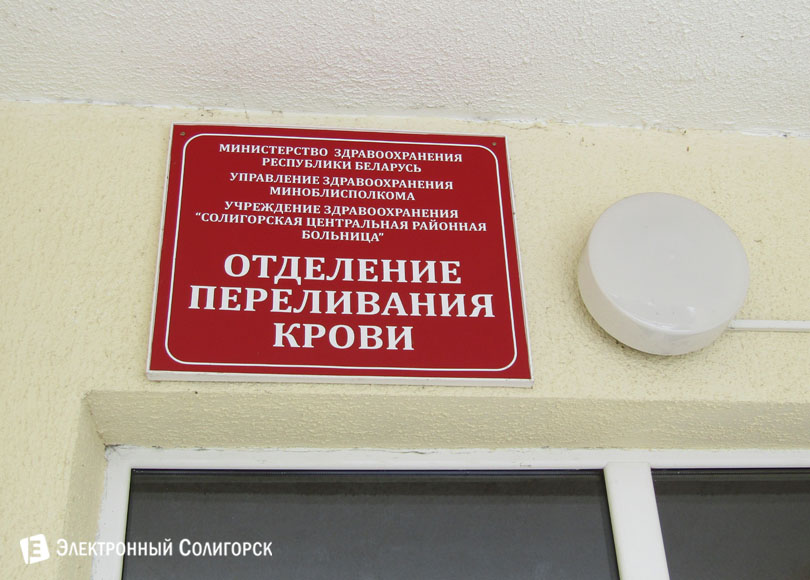 МИНИСТЕРСТВО ЗДРАВООХРАНЕНИЯ
РЕСПУБЛИКИ БЕЛАРУСЬ
УПРАВЛЕНИЕ ЗДРАВООХРАНЕНИЯ
МИНОБЛИСПОЛКОМА
УЧРЕЖДЕНИЕ ЗДРАВООХРАНЕНИЯ
“СОЛИГОРСКАЯ ЦЕНТРАЛЬНАЯ РАЙОННАЯ
БОЛЬНИЦА”
ОТДЕЛЕНИЕ
ПЕРЕЛИВАНИЯ
КРОВИ
Е ЭЛЕКТРОННЫЙ СОЛИГОРСК